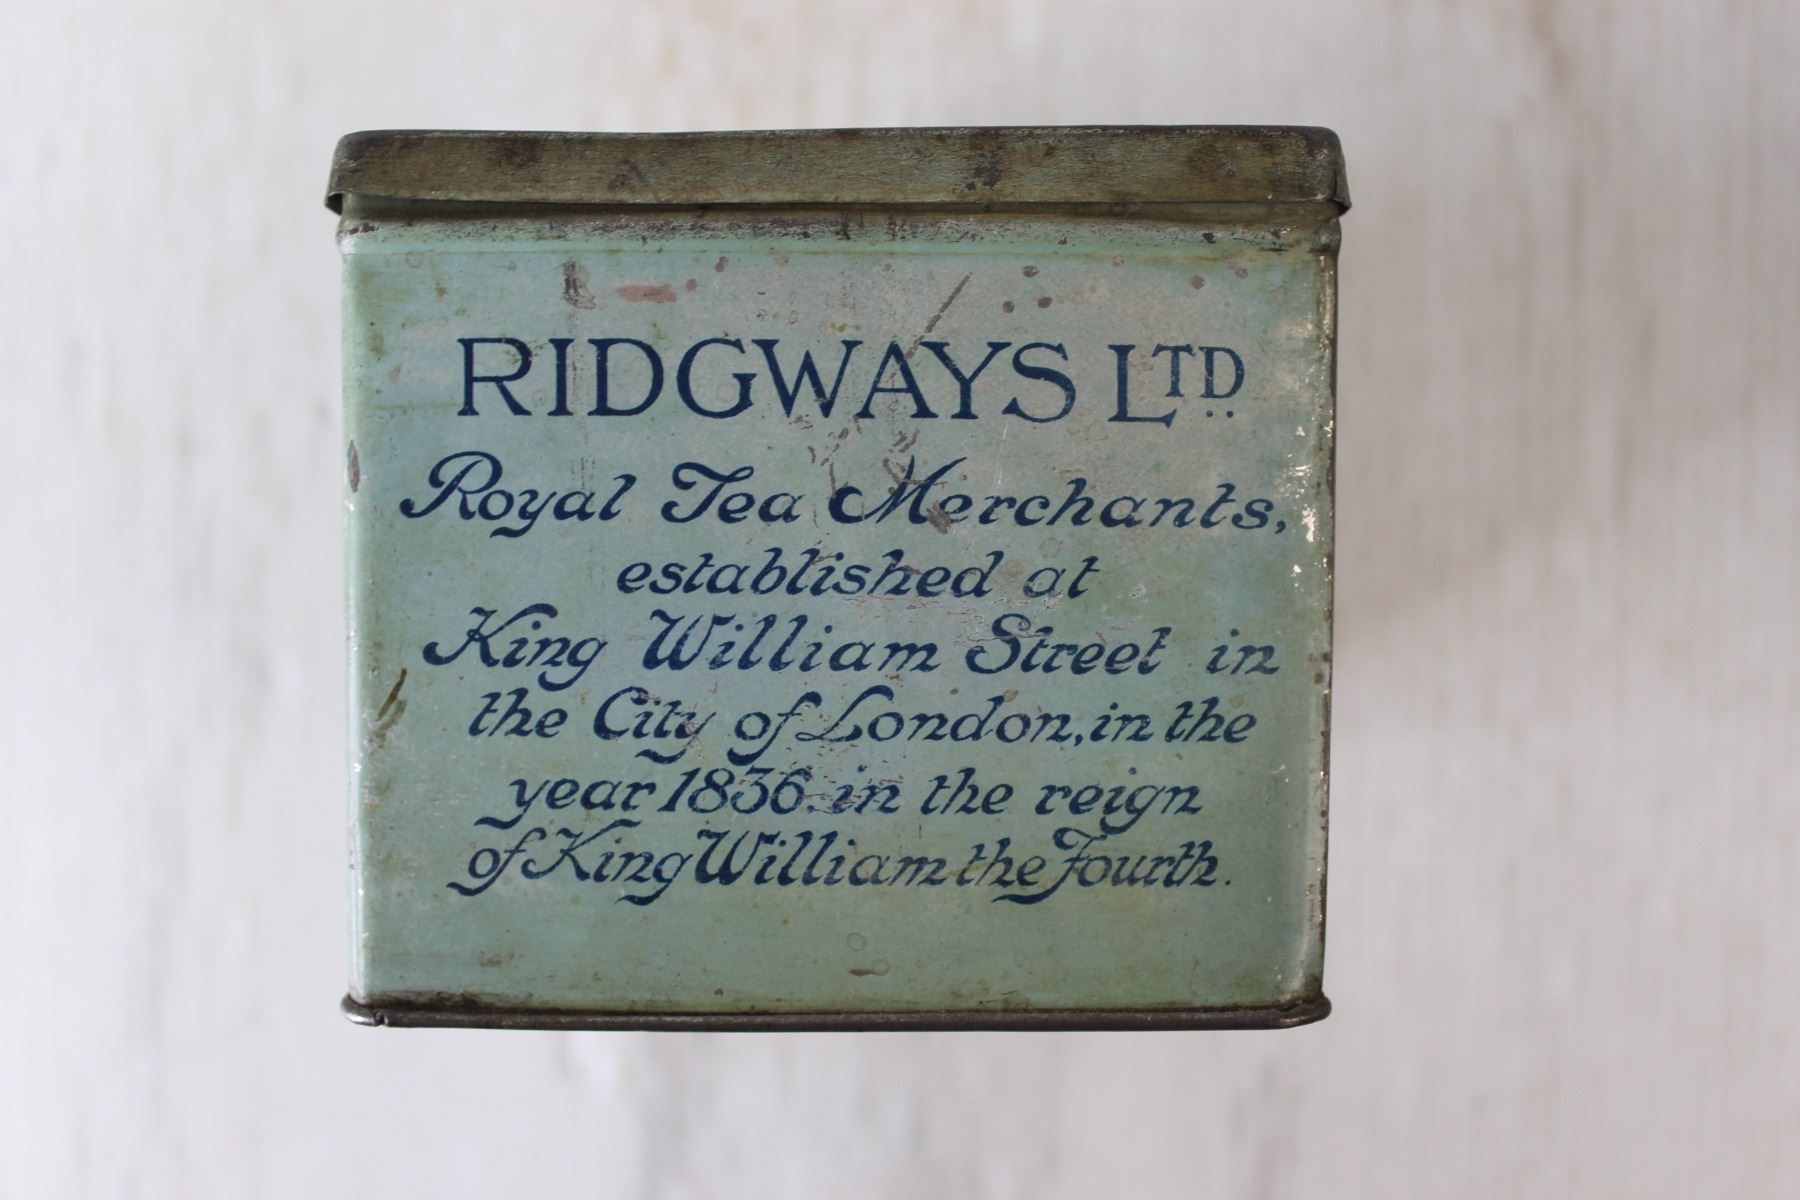 RIDGWAYS LTD
Royal Tea Merchants,
established at
King William Street in
the City of London, in the
year 1836. in the reign
of King William the Fourth.